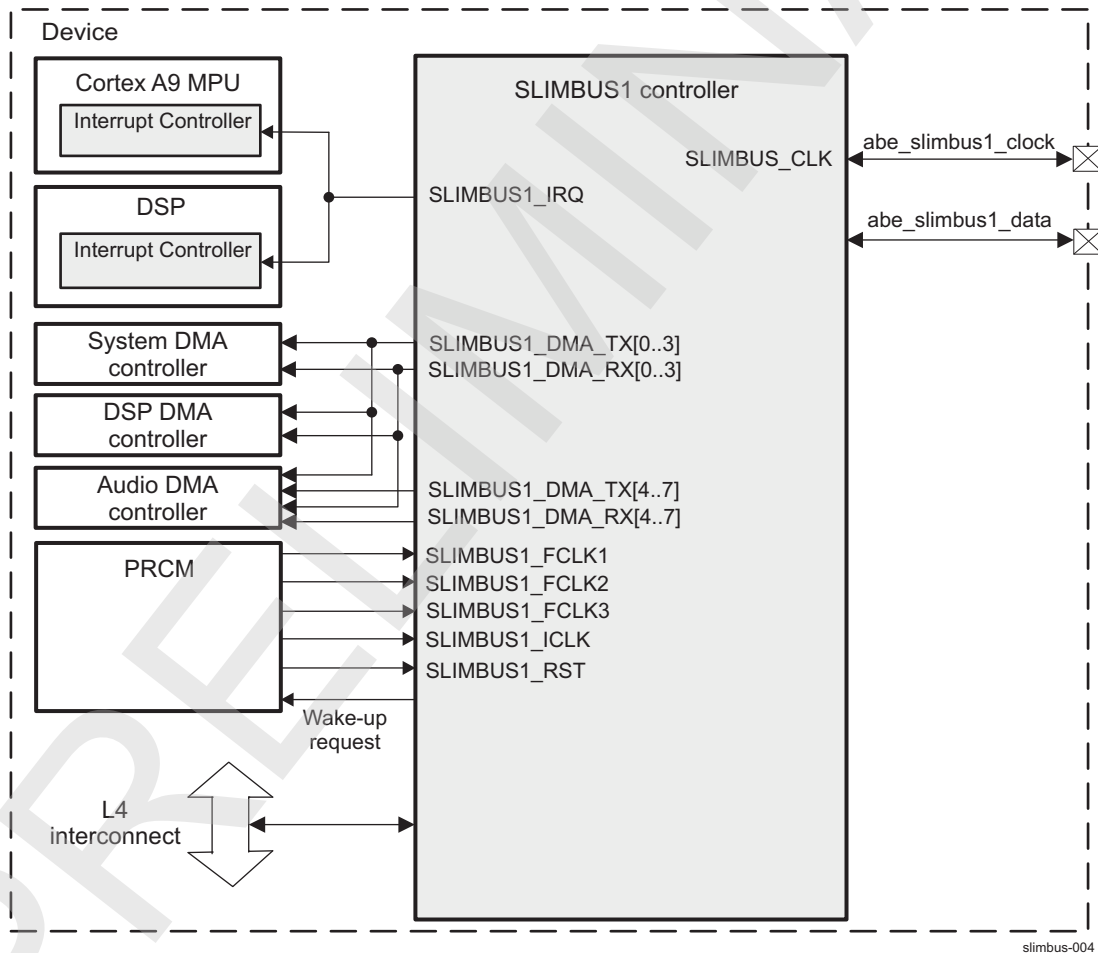 Device
Cortex A9 MPU
Interrupt Controller
DSP
Interrupt Controller
System DMA
controller
DSP DMA
controller
Audio DMA
controller
PRCM
Wake-up
request
L4
interconnect
SLIMBUS1 controller
SLIMBUS_CLK
SLIMBUS1_IRQ
SLIMBUS1_DMA_TX[0..3]
SLIMBUS1_DMA_RX[0..3]
SLIMBUS1_DMA_TX[4..7]
SLIMBUS1_DMA_RX[4..7]
SLIMBUS1_FCLK1
SLIMBUS1_FCLK2
SLIMBUS1_FCLK3
SLIMBUS1_ICLK
SLIMBUS1_RST
abe_slimbus1_clock
abe_slimbus1_data
slimbus-004
PRELIMINA